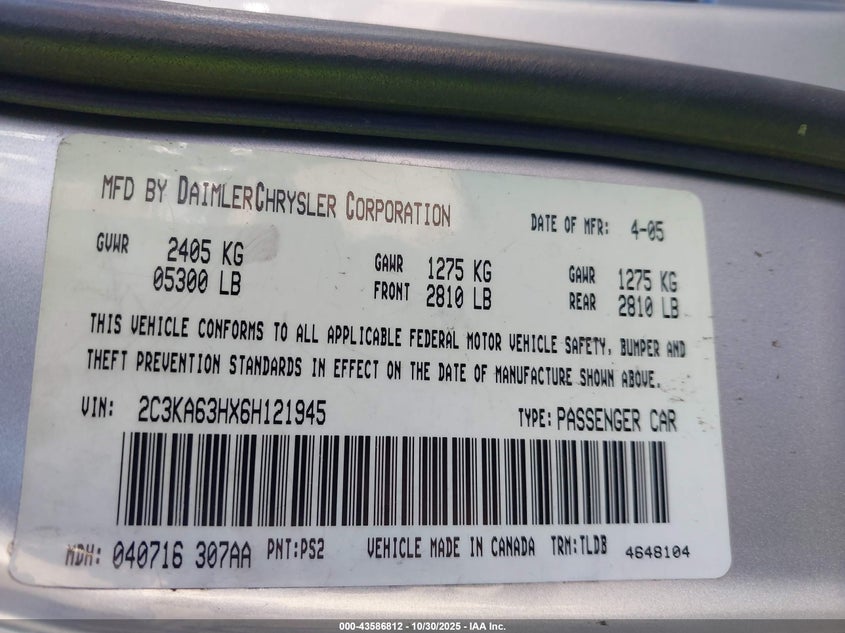 MFD BY DAIMLERCHRYSLER CORPORATION DATE OF MFR: 4-05
GVWR 2405 KG GAWR 1275 KG GAWR 1275 KG
05300 LB FRONT 2810 LB REAR 2810 LB
THIS VEHICLE CONFORMS TO ALL APPLICABLE FEDERAL MOTOR VEHICLE SAFETY, BUMPER AND
THEFT PREVENTION STANDARDS IN EFFECT ON THE DATE OF MANUFACTURE SHOWN ABOVE.
VIN: 2C3KA63HX6H121945 TYPE: PASSENGER CAR
MDH: 040716 307AA PNT:PS2 VEHICLE MADE IN CANADA TRM:TLDB 4648104
000-43586812 - 10/30/2025 - IAA Inc.